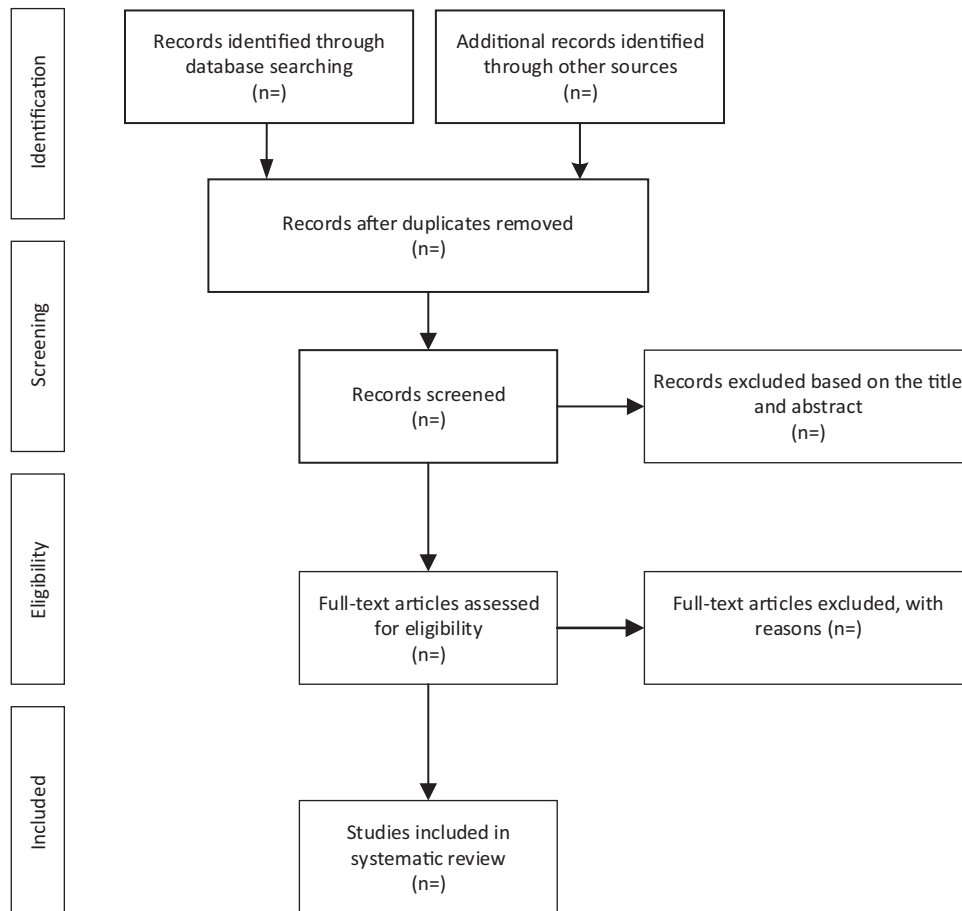 Identification
Records identified through
database searching
(n=)
Additional records identified
through other sources
(n=)
Records after duplicates removed
(n=)
Screening
Records screened
(n=)
Records excluded based on the title
and abstract
(n=)
Eligibility
Full-text articles assessed
for eligibility
(n=)
Full-text articles excluded, with
reasons (n=)
Included
Studies included in
systematic review
(n=)